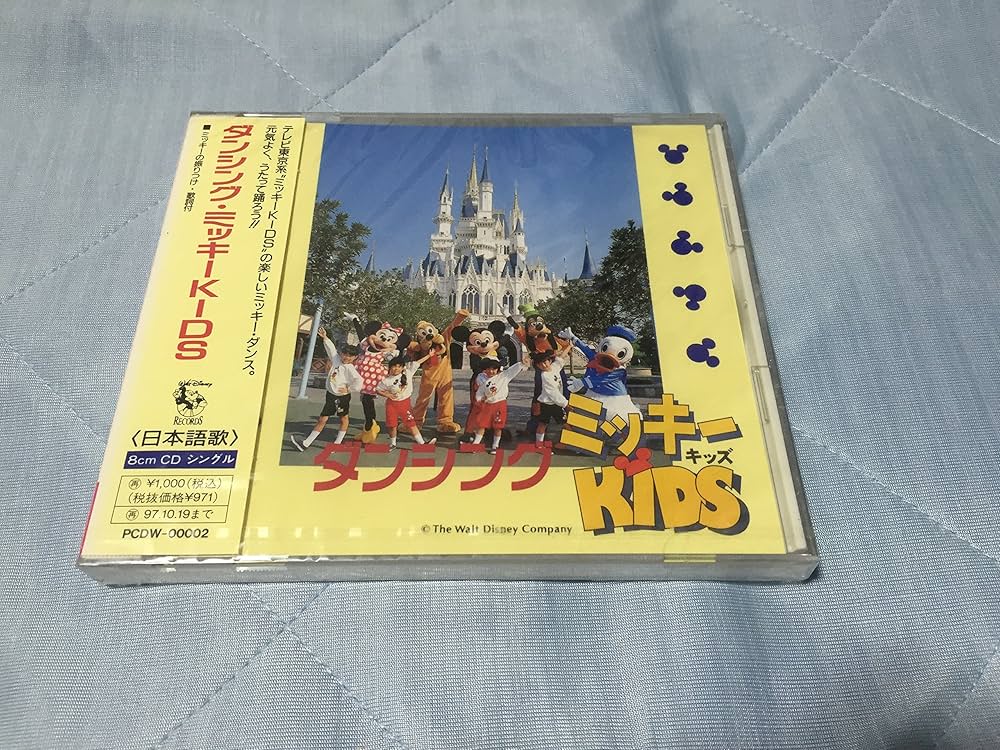 テレビ東京系"ミッキーKIDS"の楽しいミッキー・ダンス。
元気よく、うたって踊ろう!!
ダンシング・ミッキーKIDS
■ミッキーの振りつけ・歌詞付
Walt Disney
RECORDS
〈日本語歌〉
8cm CD シングル
再 ¥1,000(税込)
(税抜価格¥971)
再 97.10.19まで
PCDW-00002
ダンシング
ミッキー
キッズ
KIDS
© The Walt Disney Company